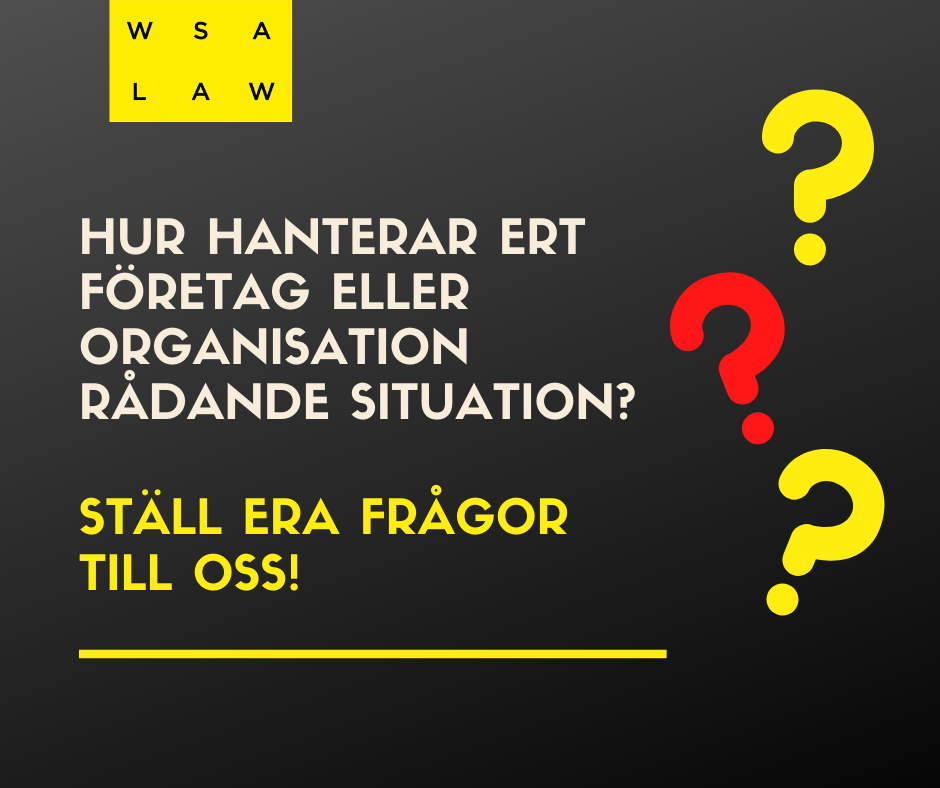 W S A
L A W
HUR HANTERAR ERT
FÖRETAG ELLER
ORGANISATION
RÅDANDE SITUATION?
STÄLL ERA FRÅGOR
TILL OSS!
?
?
?